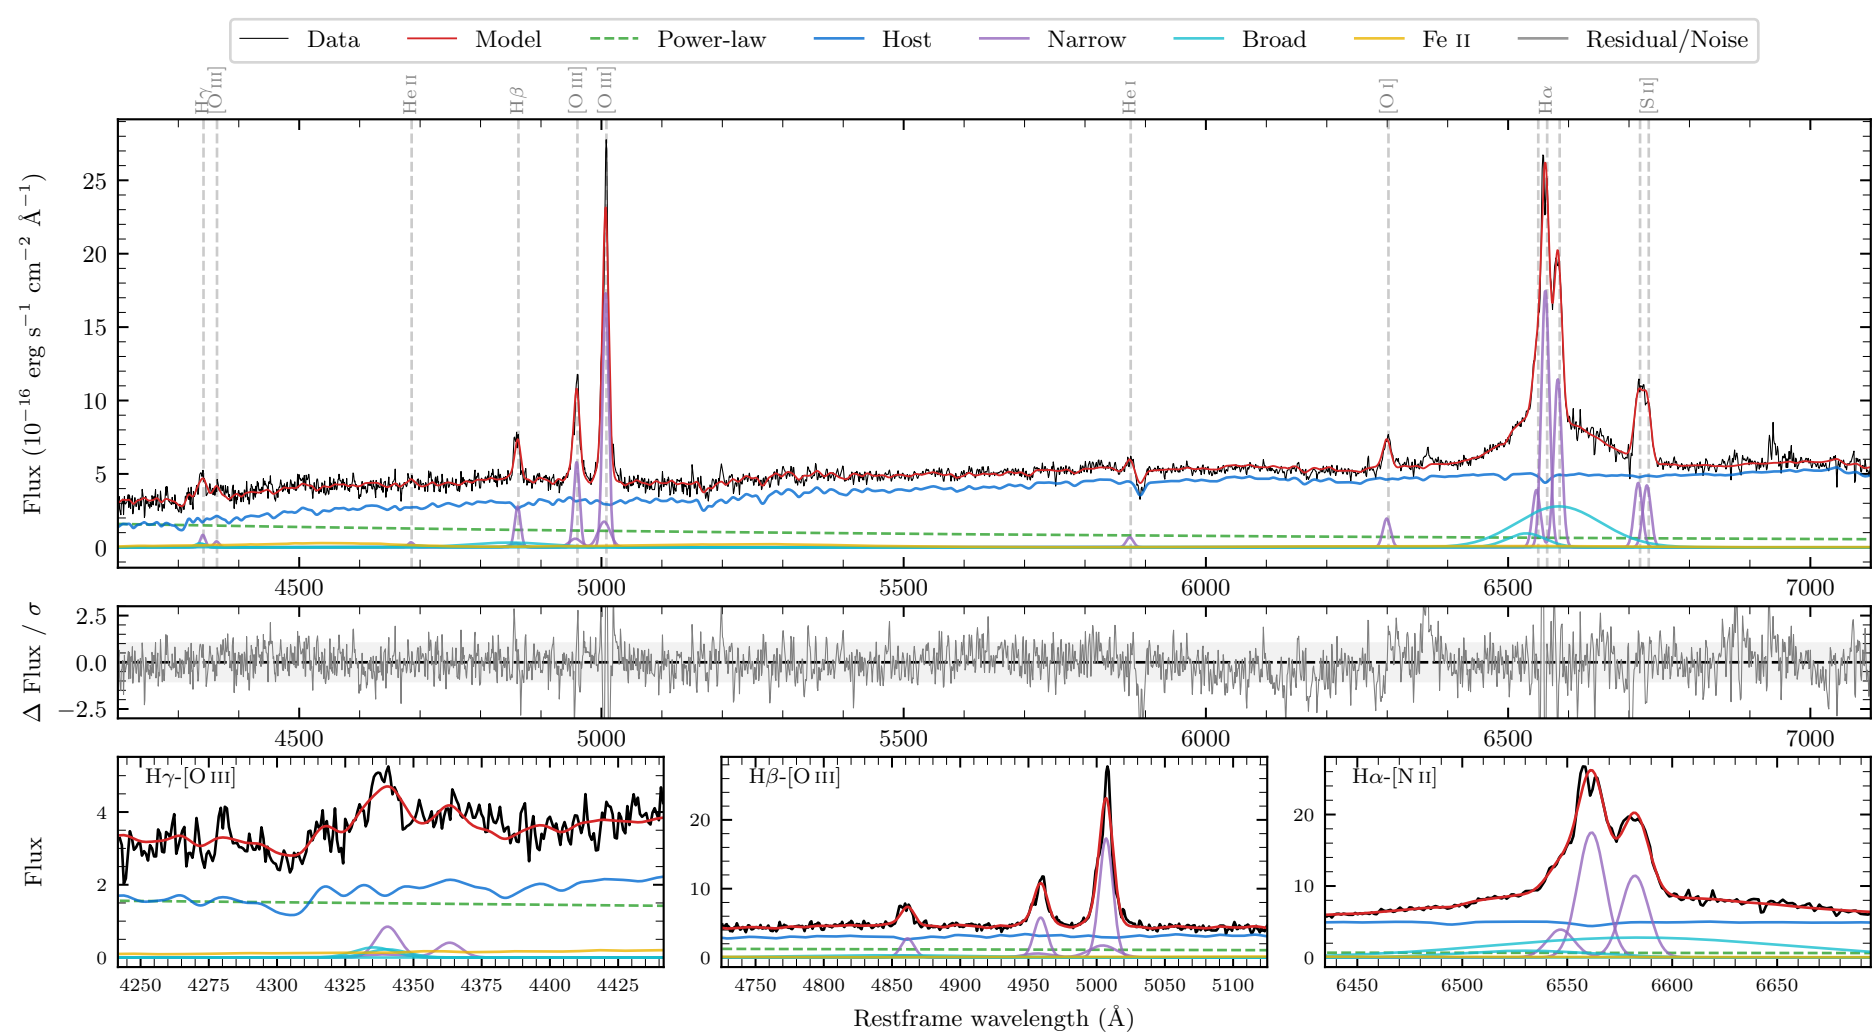 Data Model Power-law Host Narrow Broad Fe II Residual/Noise
Hγ [O III] He II Hβ [O III] [O III] He I [O I] Hα [S II]
Flux (10−16 erg s−1 cm−2 Å−1)
25
20
15
10
5
0
4500 5000 5500 6000 6500 7000
Δ Flux / σ
2.5
0.0
−2.5
4500 5000 5500 6000 6500 7000
Flux
Hγ-[O III]
4
2
0
4250 4275 4300 4325 4350 4375 4400 4425
Hβ-[O III]
20
10
0
4750 4800 4850 4900 4950 5000 5050 5100
Hα-[N II]
20
10
0
6450 6500 6550 6600 6650
Restframe wavelength (Å)